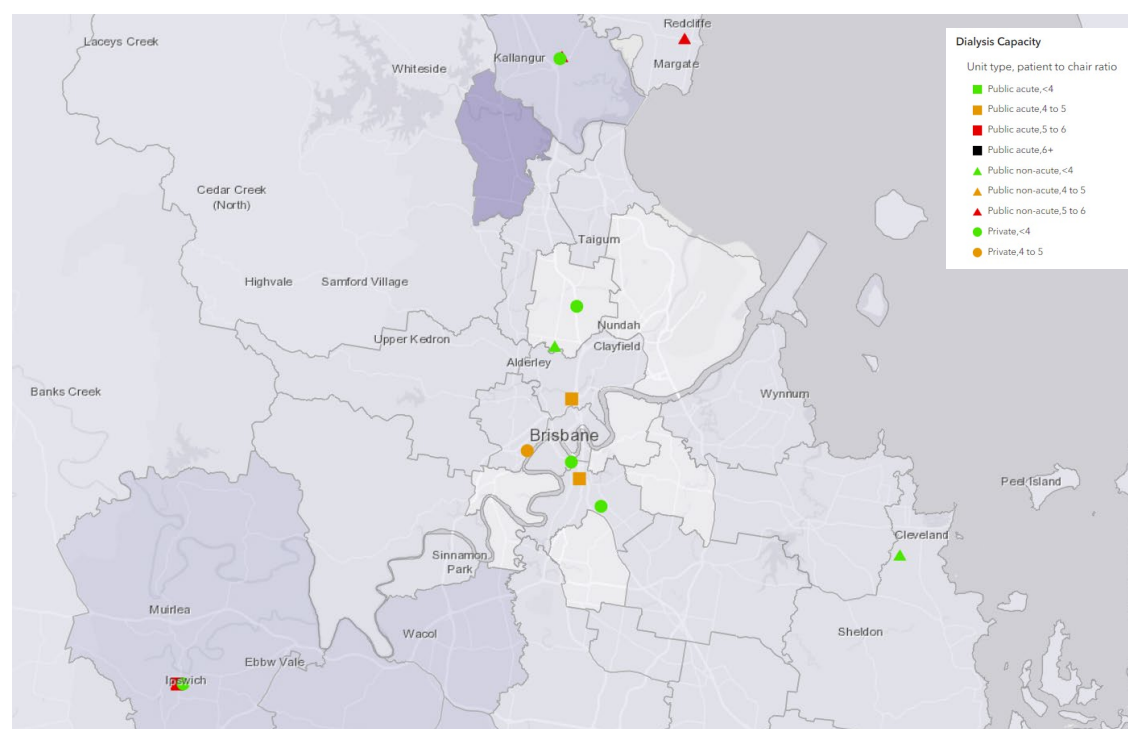 Redcliffe
Laceys Creek
Kallangur
Margate
Whiteside
Dialysis Capacity
Unit type, patient to chair ratio
Public acute,<4
Public acute,4 to 5
Public acute,5 to 6
Public acute,6+
Public non-acute,<4
Public non-acute,4 to 5
Public non-acute,5 to 6
Private,<4
Private,4 to 5
Cedar Creek
(North)
Taigum
Highvale
Samford Village
Nundah
Upper Kedron
Clayfield
Alderley
Banks Creek
Wynnum
Brisbane
Peel Island
Cleveland
Sinnamon
Park
Muirlea
Wacol
Sheldon
Ebbw Vale
Ipswich